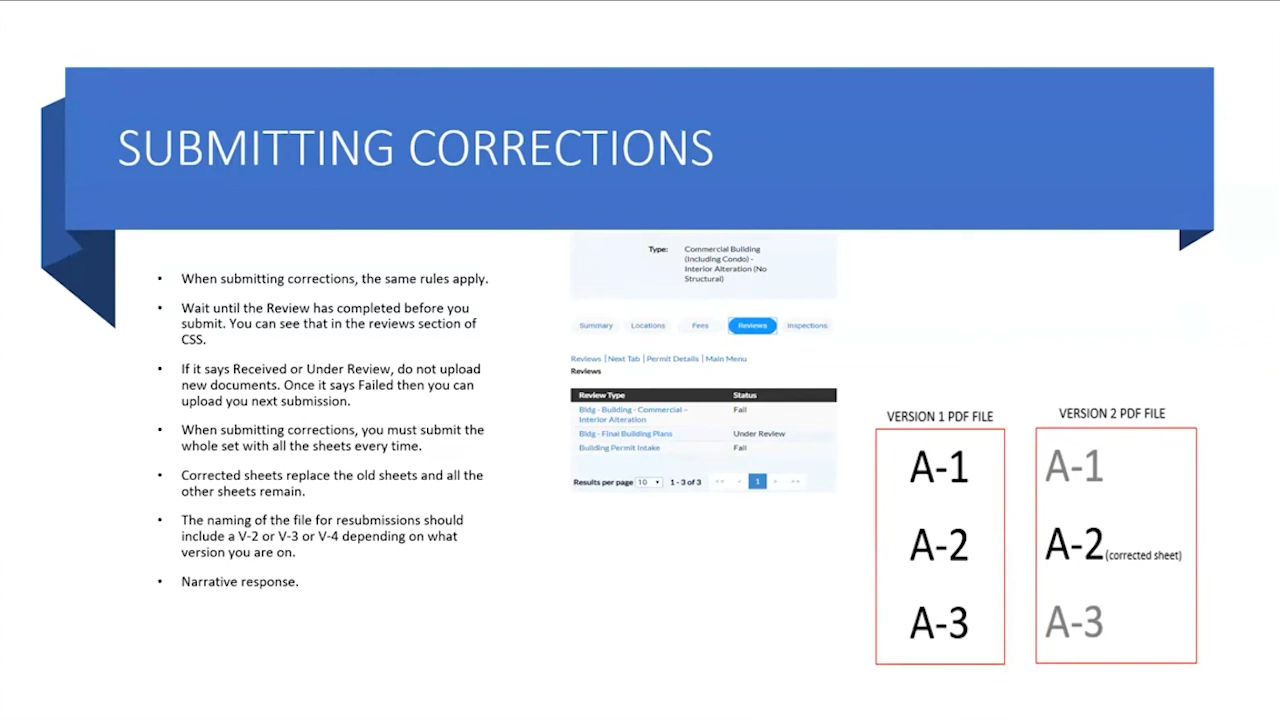 SUBMITTING CORRECTIONS
• When submitting corrections, the same rules apply.
• Wait until the Review has completed before you
submit. You can see that in the reviews section of
CSS.
• If it says Received or Under Review, do not upload
new documents. Once it says Failed then you can
upload you next submission.
• When submitting corrections, you must submit the
whole set with all the sheets every time.
• Corrected sheets replace the old sheets and all the
other sheets remain.
• The naming of the file for resubmissions should
include a V-2 or V-3 or V-4 depending on what
version you are on.
• Narrative response.
Type: Commercial Building
(Including Condo) -
Interior Alteration (No
Structural)
Summary Locations Fees Reviews Inspections
Reviews | Next Tab | Permit Details | Main Menu
Reviews
Review Type Status
Bldg - Building - Commercial - Fail
Interior Alteration
Bldg - Final Building Plans Under Review
Building Permit Intake Fail
Results per page 10 1 - 3 of 3 << < 1 > >>
VERSION 1 PDF FILE
A-1
A-2
A-3
VERSION 2 PDF FILE
A-1
A-2 (corrected sheet)
A-3